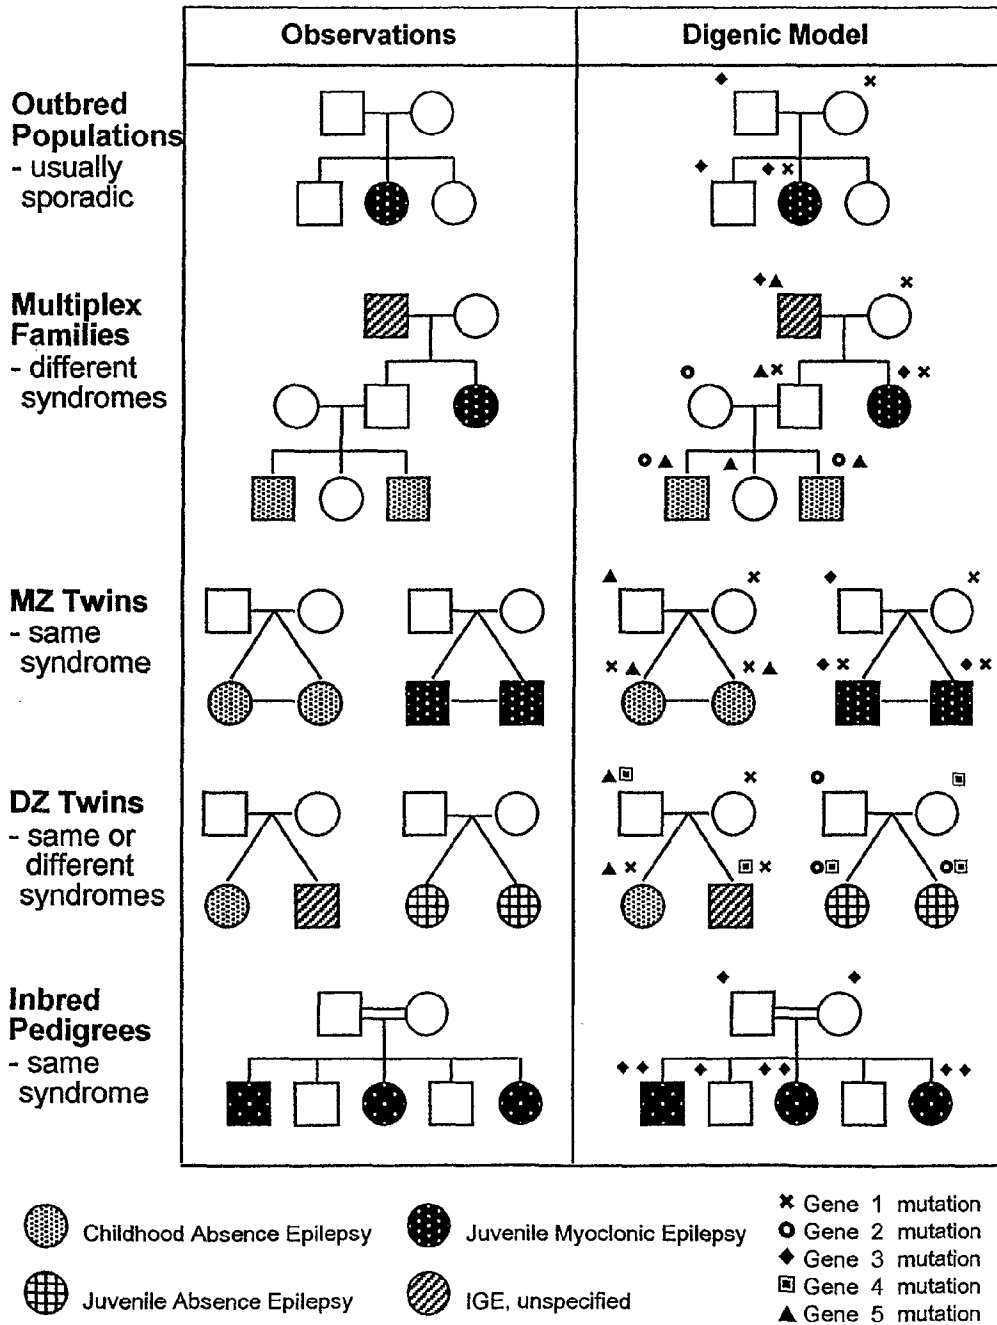 Observations
Digenic Model
Outbred
Populations
- usually
sporadic
Multiplex
Families
- different
syndromes
MZ Twins
- same
syndrome
DZ Twins
- same or
different
syndromes
Inbred
Pedigrees
- same
syndrome
Childhood Absence Epilepsy
Juvenile Myoclonic Epilepsy
Juvenile Absence Epilepsy
IGE, unspecified
Gene 1 mutation
Gene 2 mutation
Gene 3 mutation
Gene 4 mutation
Gene 5 mutation